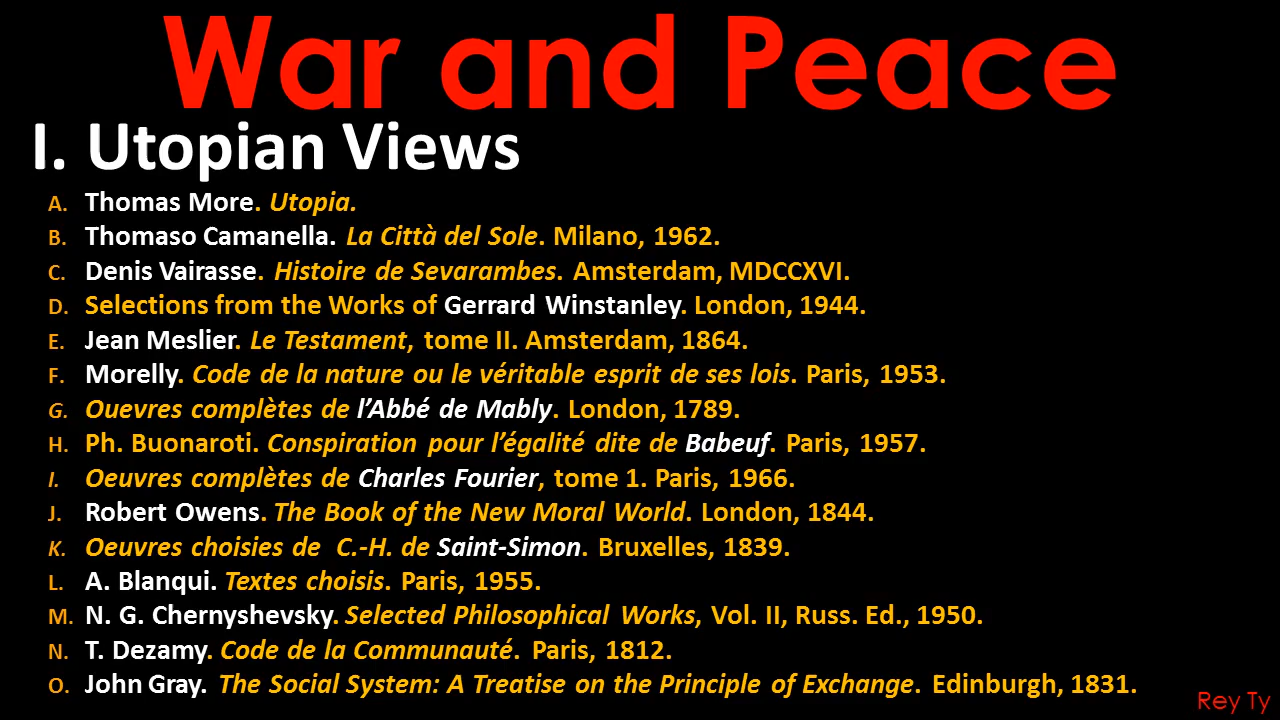 War and Peace
I. Utopian Views
A. Thomas More. Utopia.
B. Thomaso Camanella. La Città del Sole. Milano, 1962.
C. Denis Vairasse. Histoire de Sevarambes. Amsterdam, MDCCXVI.
D. Selections from the Works of Gerrard Winstanley. London, 1944.
E. Jean Meslier. Le Testament, tome II. Amsterdam, 1864.
F. Morelly. Code de la nature ou le véritable esprit de ses lois. Paris, 1953.
G. Ouevres complètes de l’Abbé de Mably. London, 1789.
H. Ph. Buonaroti. Conspiration pour l’égalité dite de Babeuf. Paris, 1957.
I. Oeuvres complètes de Charles Fourier, tome 1. Paris, 1966.
J. Robert Owens. The Book of the New Moral World. London, 1844.
K. Oeuvres choisies de C.-H. de Saint-Simon. Bruxelles, 1839.
L. A. Blanqui. Textes choisis. Paris, 1955.
M. N. G. Chernyshevsky. Selected Philosophical Works, Vol. II, Russ. Ed., 1950.
N. T. Dezamy. Code de la Communauté. Paris, 1812.
O. John Gray. The Social System: A Treatise on the Principle of Exchange. Edinburgh, 1831.
Rey Ty